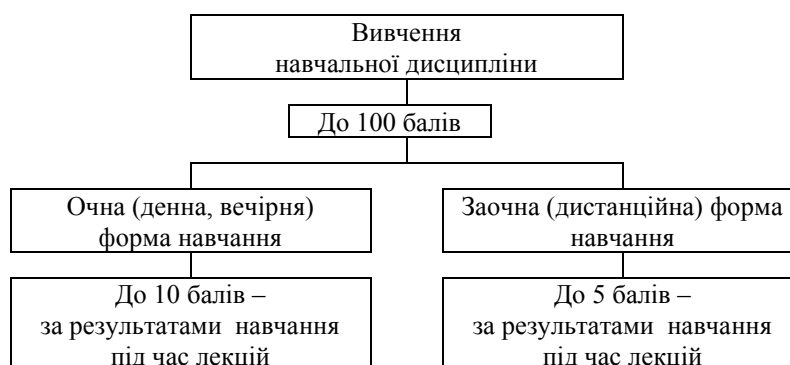 Вивчення
навчальної дисципліни
До 100 балів
Очна (денна, вечірня)
форма навчання
Заочна (дистанційна) форма
навчання
До 10 балів –
за результатами навчання
під час лекцій
До 5 балів –
за результатами навчання
під час лекцій